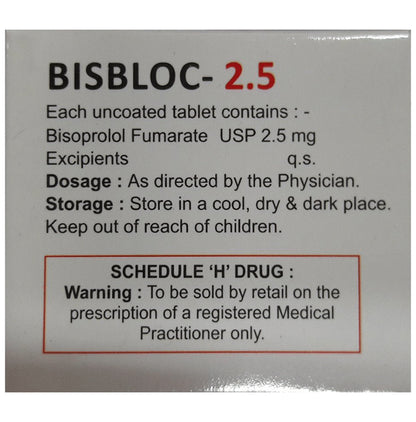 BISBLOC- 2.5
Each uncoated tablet contains : -
Bisoprolol Fumarate USP 2.5 mg
Excipients q.s.
Dosage : As directed by the Physician.
Storage : Store in a cool, dry & dark place.
Keep out of reach of children.
SCHEDULE ‘H’ DRUG :
Warning : To be sold by retail on the
prescription of a registered Medical
Practitioner only.